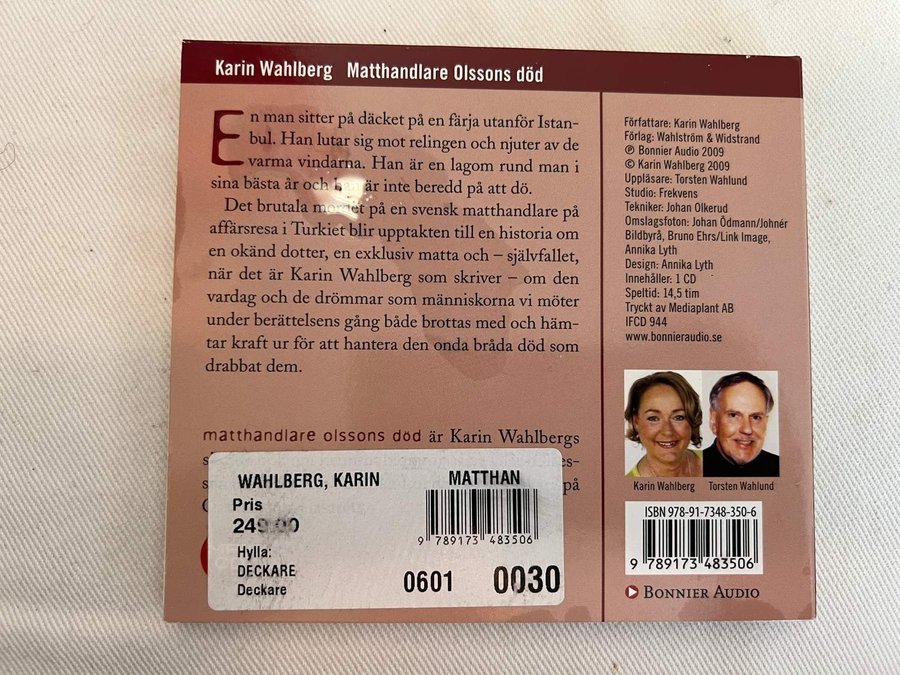 Karin Wahlberg Matthandlare Olssons död
En man sitter på däcket på en färja utanför Istan-
bul. Han lutar sig mot relingen och njuter av de
varma vindarna. Han är en lagom rund man i
sina bästa år och han är inte beredd på att dö.
Det brutala mordet på en svensk matthandlare på
affärsresa i Turkiet blir upptakten till en historia om
en okänd dotter, en exklusiv matta och – självfallet,
när det är Karin Wahlberg som skriver – om den
vardag och de drömmar som människorna vi möter
under berättelsens gång både brottas med och häm-
tar kraft ur för att hantera den onda bråda död som
drabbat dem.
matthandlare olssons död är Karin Wahlbergs
på
WAHLBERG, KARIN MATTHAN
Pris
249.00
9 789173 483506
Hylla:
DECKARE
Deckare
0601 0030
Författare: Karin Wahlberg
Förlag: Wahlström & Widstrand
℗ Bonnier Audio 2009
© Karin Wahlberg 2009
Uppläsare: Torsten Wahlund
Studio: Frekvens
Tekniker: Johan Olkerud
Omslagsfoton: Johan Ödmann/Johnér
Bildbyrå, Bruno Ehrs/Link Image,
Annika Lyth
Design: Annika Lyth
Innehåller: 1 CD
Speltid: 14,5 tim
Tryckt av Mediaplant AB
IFCD 944
www.bonnieraudio.se
Karin Wahlberg Torsten Wahlund
ISBN 978-91-7348-350-6
9 789173 483506
BONNIER AUDIO